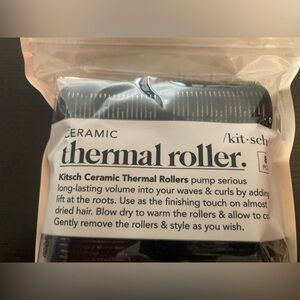 CERAMIC
/kit·sch
thermal roller.
Kitsch Ceramic Thermal Rollers pump serious
long-lasting volume into your waves & curls by adding
lift at the roots. Use as the finishing touch on almost
dried hair. Blow dry to warm the rollers & allow to co
Gently remove the rollers & style as you wish.